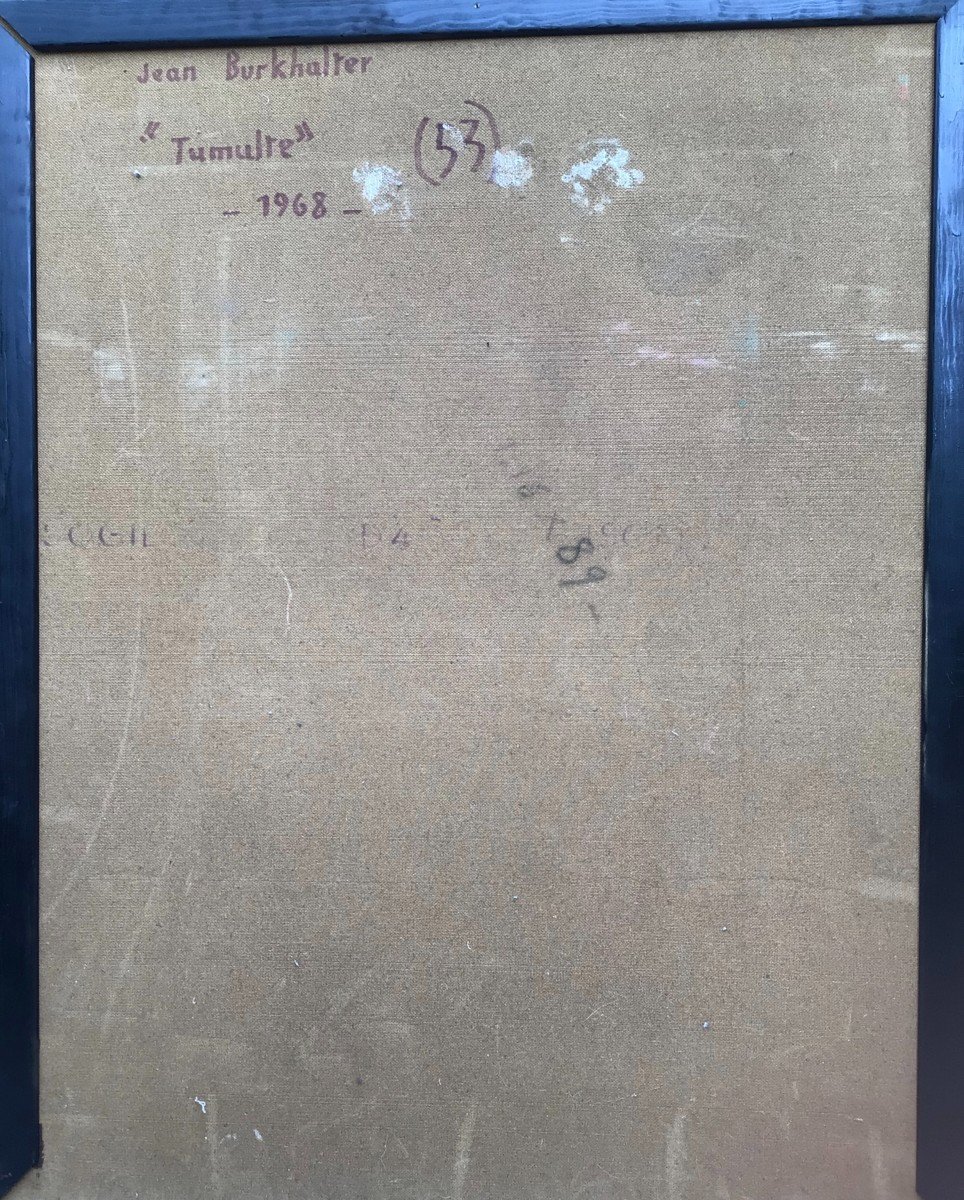 Jean Burkhalter
"Tumulte" (53)
- 1968 -
89-